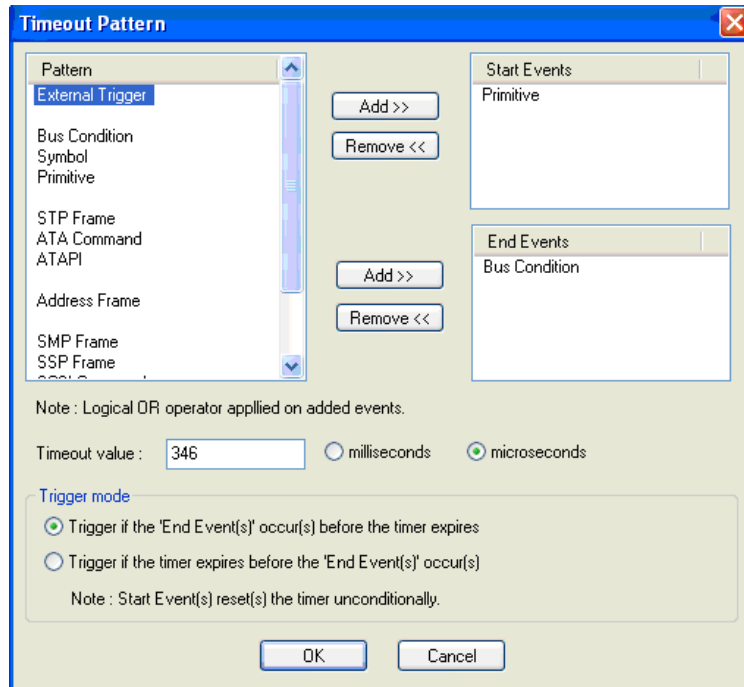 Timeout Pattern
Pattern
External Trigger
Bus Condition
Symbol
Primitive
STP Frame
ATA Command
ATAPI
Address Frame
SMP Frame
SSP Frame
Add >>
Remove <<
Start Events
Primitive
Add >>
Remove <<
End Events
Bus Condition
Note : Logical OR operator appllied on added events.
Timeout value : 346 milliseconds microseconds
Trigger mode
Trigger if the 'End Event(s)' occur(s) before the timer expires
Trigger if the timer expires before the 'End Event(s)' occur(s)
Note : Start Event(s) reset(s) the timer unconditionally.
OK Cancel